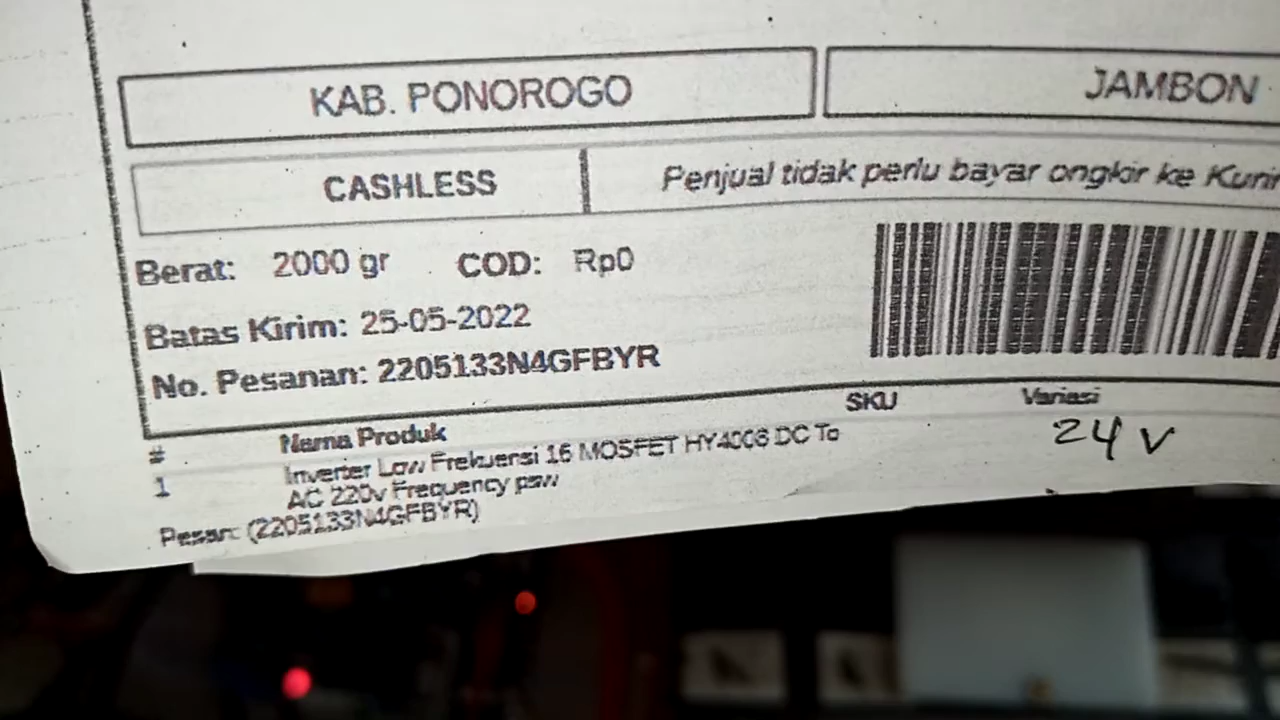 KAB. PONOROGO
JAMBON
CASHLESS
Penjual tidak perlu bayar ongkir ke Kurir
Berat: 2000 gr COD: Rp0
Batas Kirim: 25-05-2022
No. Pesanan: 2205133N4GFBYR
# Nama Produk SKU Variasi
1 Inverter Low Frekuensi 16 MOSFET HY4008 DC To
AC 220v Frequency psw
24 V
Pesan: (2205133N4GFBYR)